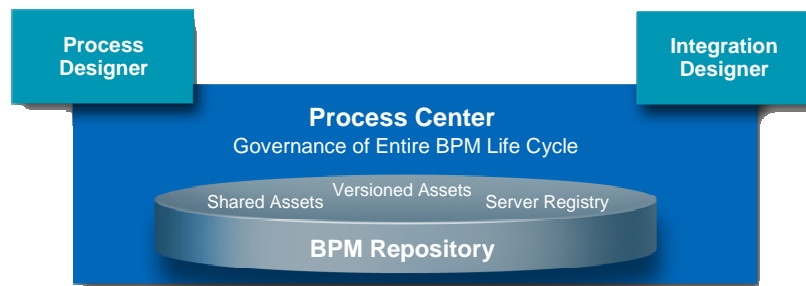 Process
Designer
Integration
Designer
Process Center
Governance of Entire BPM Life Cycle
Shared Assets
Versioned Assets
Server Registry
BPM Repository